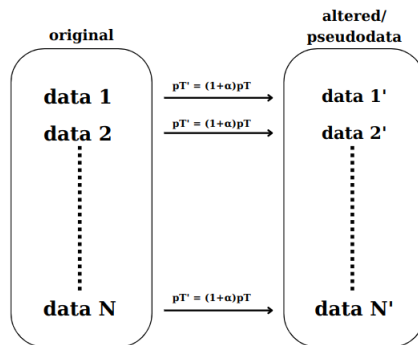 original
altered/
pseudodata
data 1
pT' = (1+α)pT
data 1'
data 2
pT' = (1+α)pT
data 2'
data N
pT' = (1+α)pT
data N'